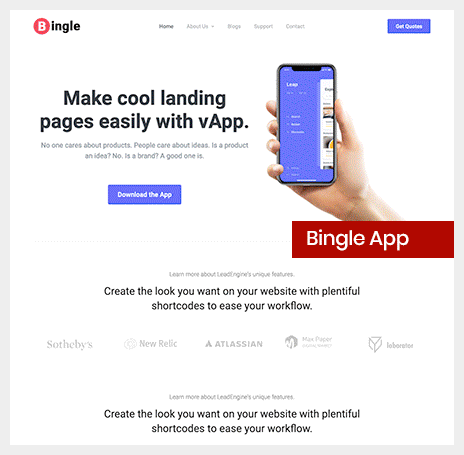 Bingle
Home About Us Blogs Support Contact
Get Quotes
Make cool landing
pages easily with vApp.
No one cares about products. People care about ideas. Is a product
an idea? No. Is a brand? A good one is.
Download the App
Leap
Bingle App
Learn more about LeadEngine's unique features.
Create the look you want on your website with plentiful
shortcodes to ease your workflow.
Sotheby's New Relic ATLASSIAN Max Paper laborator
Learn more about LeadEngine's unique features.
Create the look you want on your website with plentiful
shortcodes to ease your workflow.